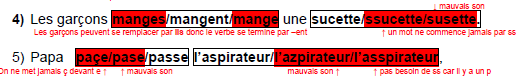 ↓ mauvais son
4) Les garçons manges/mangent/mange une sucette/ssucette/susette.
Les garçons peuvent se remplacer par Ils donc le verbe se termine par –ent ↑ un mot ne commence jamais par ss
5) Papa paçe/pase/passe l'aspirateur/l'azpirateur/l'asspirateur,
On ne met jamais ç devant e ↑ ↑ mauvais son mauvais son ↑ ↑ pas besoin de ss car il y a un p